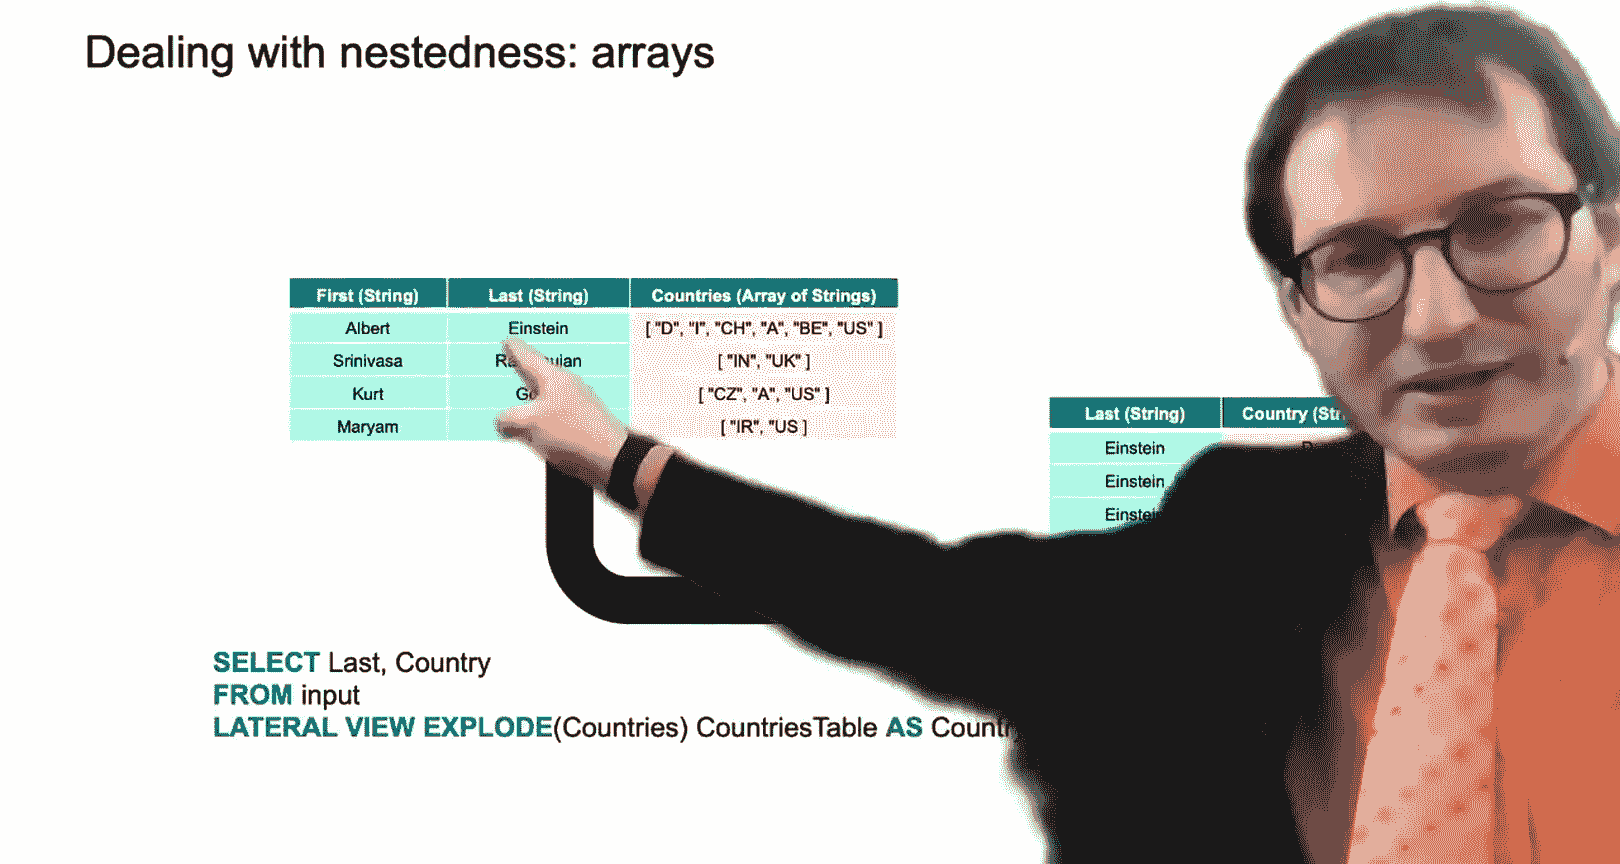 Dealing with nestedness: arrays
First (String) Last (String) Countries (Array of Strings)
Albert Einstein [ "D", "I", "CH", "A", "BE", "US" ]
Srinivasa [ "IN", "UK" ]
Kurt [ "CZ", "A", "US" ]
Maryam [ "IR", "US ]
Last (String) Country
Einstein
Einstein
Einstein
SELECT Last, Country
FROM input
LATERAL VIEW EXPLODE(Countries) CountriesTable AS